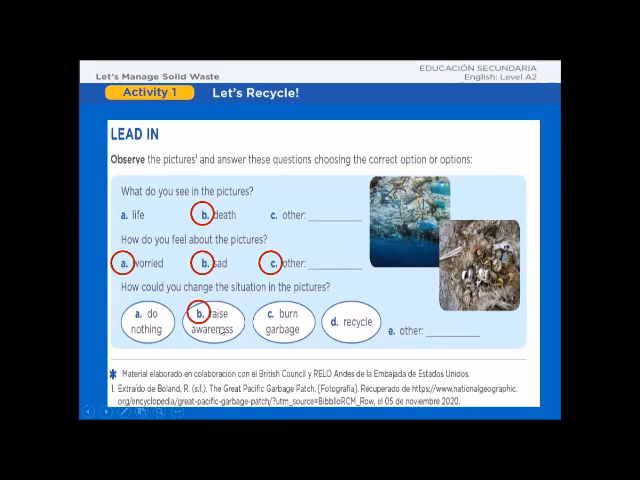 EDUCACIÓN SECUNDARIA
Let's Manage Solid Waste
English: Level A2
Activity 1
Let's Recycle!
LEAD IN
Observe the pictures¹ and answer these questions choosing the correct option or options:
What do you see in the pictures?
a. life b. death c. other: __________
How do you feel about the pictures?
a. worried b. sad c. other: __________
How could you change the situation in the pictures?
a. do nothing
b. raise awareness
c. burn garbage
d. recycle
e. other: __________
* Material elaborado en colaboración con el British Council y RELO Andes de la Embajada de Estados Unidos.
1. Extraído de Boland, R. (s.f.). The Great Pacific Garbage Patch. [Fotografía]. Recuperado de https://www.nationalgeographic.
org/encyclopedia/great-pacific-garbage-patch/?utm_source=BibblioRCM_Row, el 05 de noviembre 2020.